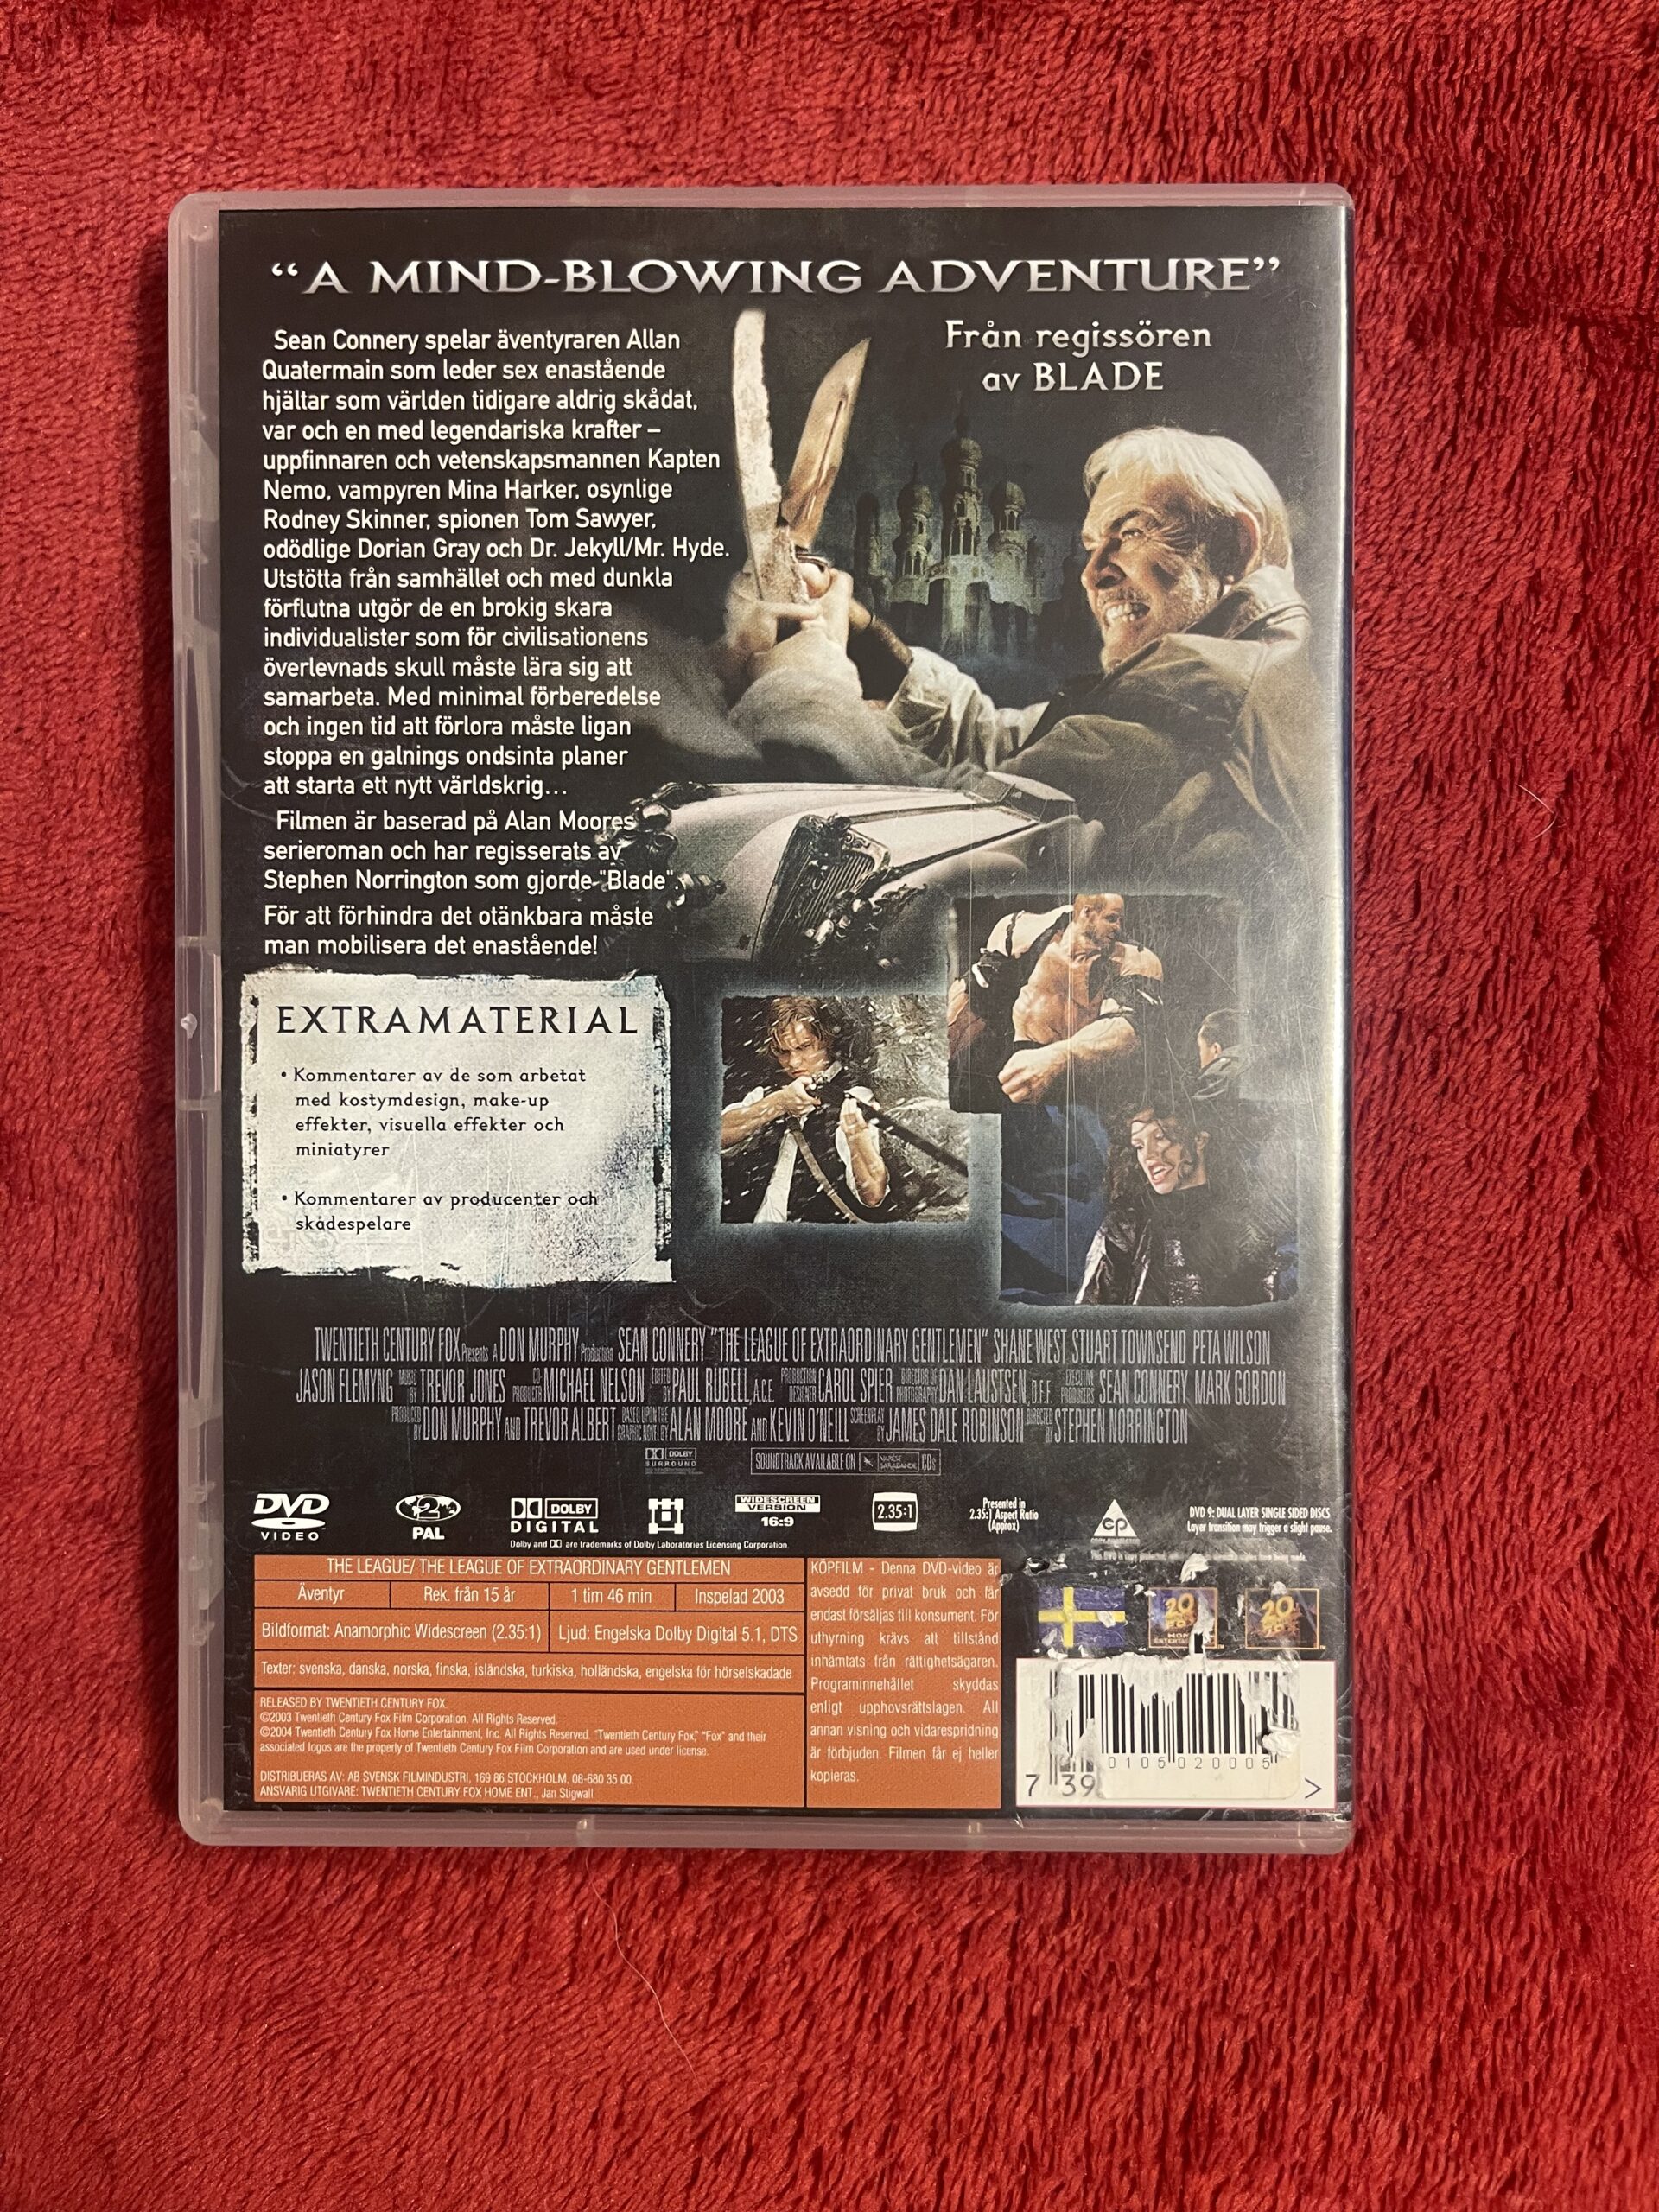 “A MIND-BLOWING ADVENTURE”
Från regissören
av BLADE
Sean Connery spelar äventyraren Allan
Quatermain som leder sex enastående
hjältar som världen tidigare aldrig skådat,
var och en med legendariska krafter –
uppfinnaren och vetenskapsmannen Kapten
Nemo, vampyren Mina Harker, osynlige
Rodney Skinner, spionen Tom Sawyer,
odödlige Dorian Gray och Dr. Jekyll/Mr. Hyde.
Utstötta från samhället och med dunkla
förflutna utgör de en brokig skara
individualister som för civilisationens
överlevnads skull måste lära sig att
samarbeta. Med minimal förberedelse
och ingen tid att förlora måste ligan
stoppa en galnings ondsinta planer
att starta ett nytt världskrig...
Filmen är baserad på Alan Moores
serieroman och har regisserats av
Stephen Norrington som gjorde "Blade".
För att förhindra det otänkbara måste
man mobilisera det enastående!
EXTRAMATERIAL
• Kommentarer av de som arbetat
med kostymdesign, make-up
effekter, visuella effekter och
miniatyrer
• Kommentarer av producenter och
skådespelare
TWENTIETH CENTURY FOX Presents A DON MURPHY Production SEAN CONNERY "THE LEAGUE OF EXTRAORDINARY GENTLEMEN" SHANE WEST STUART TOWNSEND PETA WILSON
JASON FLEMYNG MUSIC BY TREVOR JONES CO-PRODUCER MICHAEL NELSON EDITED BY PAUL RUBELL, A.C.E. PRODUCTION DESIGNER CAROL SPIER DIRECTOR OF PHOTOGRAPHY DAN LAUSTSEN, D.F.F. EXECUTIVE PRODUCERS SEAN CONNERY MARK GORDON
PRODUCED BY DON MURPHY AND TREVOR ALBERT BASED UPON THE GRAPHIC NOVEL BY ALAN MOORE AND KEVIN O'NEILL SCREENPLAY BY JAMES DALE ROBINSON DIRECTED BY STEPHEN NORRINGTON
DOLBY SURROUND
SOUNDTRACK AVAILABLE ON VARÈSE SARABANDE CDs
DVD VIDEO
2 PAL
DOLBY DIGITAL
WIDESCREEN VERSION 16:9
2.35:1
Presented in
2.35:1 Aspect Ratio
(Approx)
cp
DVD 9: DUAL LAYER SINGLE SIDED DISCS
Layer transition may trigger a slight pause.
Dolby and are trademarks of Dolby Laboratories Licensing Corporation.
THE LEAGUE/ THE LEAGUE OF EXTRAORDINARY GENTLEMEN
Äventyr
Rek. från 15 år
1 tim 46 min
Inspelad 2003
Bildformat: Anamorphic Widescreen (2.35:1)
Ljud: Engelska Dolby Digital 5.1, DTS
Texter: svenska, danska, norska, finska, isländska, turkiska, holländska, engelska för hörselskadade
RELEASED BY TWENTIETH CENTURY FOX.
©2003 Twentieth Century Fox Film Corporation. All Rights Reserved.
©2004 Twentieth Century Fox Home Entertainment, Inc. All Rights Reserved. "Twentieth Century Fox," "Fox" and their
associated logos are the property of Twentieth Century Fox Film Corporation and are used under license.
DISTRIBUERAS AV: AB SVENSK FILMINDUSTRI, 169 86 STOCKHOLM, 08-680 35 00.
ANSVARIG UTGIVARE: TWENTIETH CENTURY FOX HOME ENT., Jan Stigwall
KÖPFILM - Denna DVD-video är
avsedd för privat bruk och får
endast försäljas till konsument. För
uthyrning krävs att tillstånd
inhämtats från rättighetsägaren.
Programinnehållet skyddas
enligt upphovsrättslagen. All
annan visning och vidarespridning
är förbjuden. Filmen får ej heller
kopieras.
20
20
0105020005
7 39
>